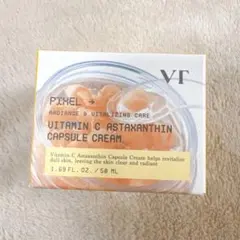 VT
PIXEL →
RADIANCE & VITALIZING CARE
VITAMIN C ASTAXANTHIN
CAPSULE CREAM
Vitamin C Astaxanthin Capsule Cream helps revitalize
dull skin, leaving the skin clear and radiant
1.69 FL. OZ. / 50 ML